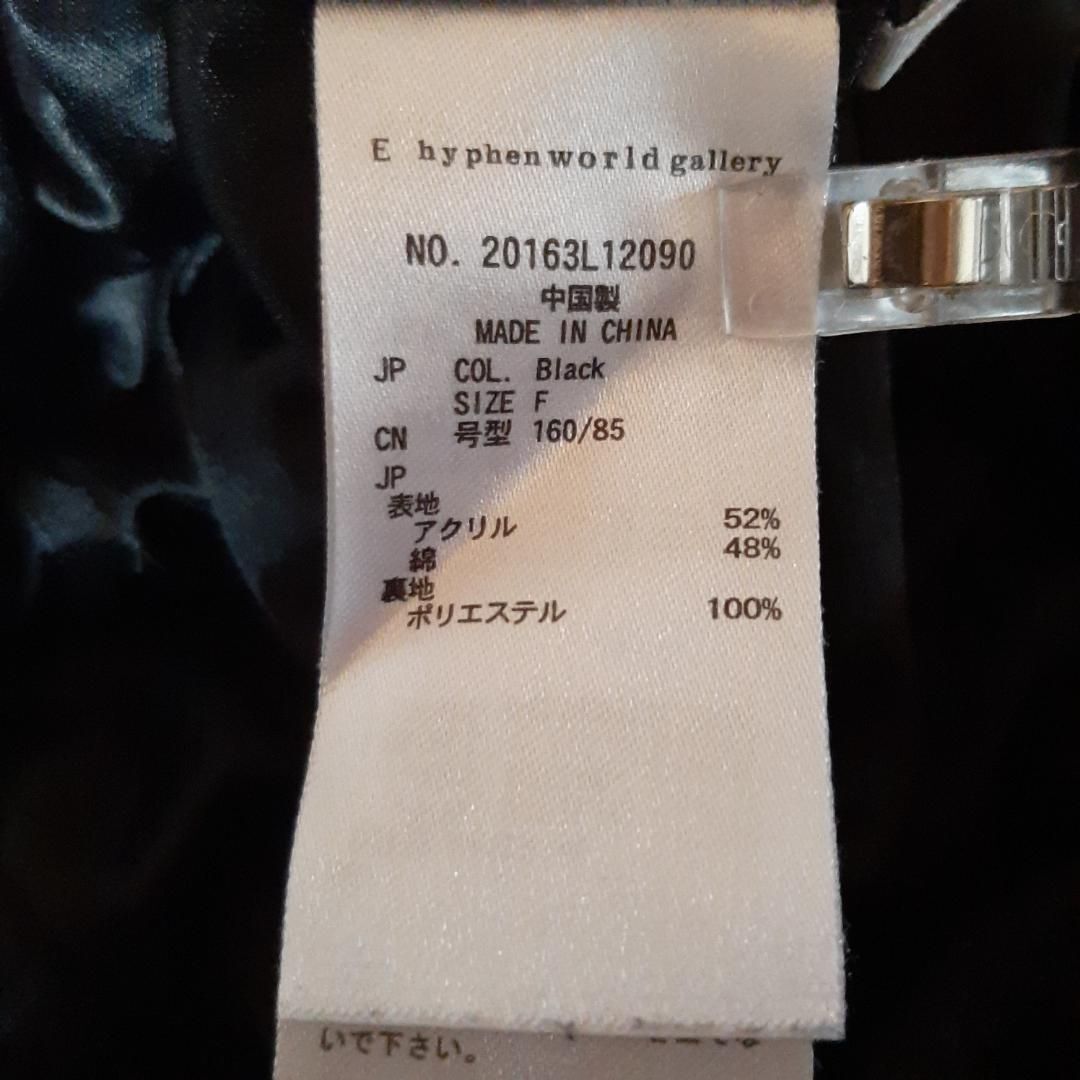 E hyphen world gallery
NO. 20163L12090
中国製
MADE IN CHINA
JP COL. Black
SIZE F
CN 号型 160/85
JP
表地
アクリル 52%
綿 48%
裏地
ポリエステル 100%
いで下さい。